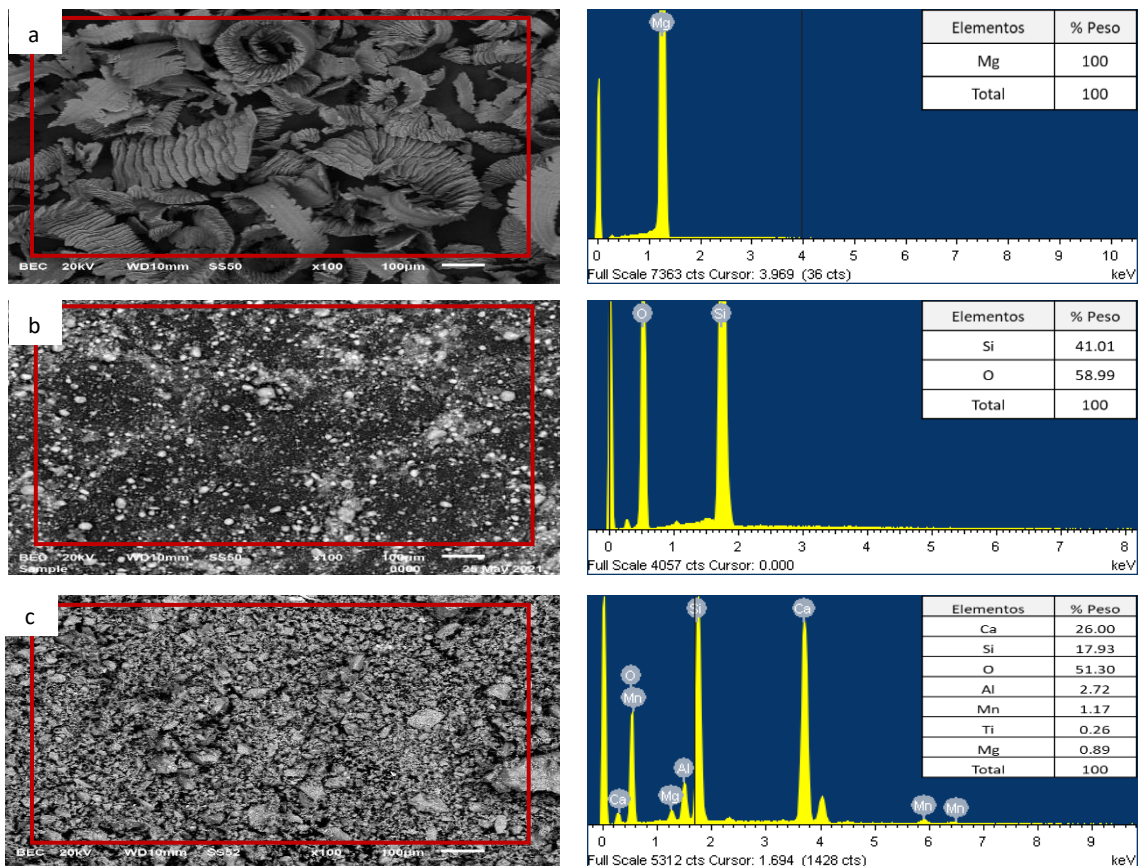 a
BEC 20kV WD10mm SS50 x100 100µm
Mg
Elementos % Peso
Mg 100
Total 100
0 1 2 3 4 5 6 7 8 9 10
Full Scale 7363 cts Cursor: 3.969 (36 cts) keV
b
BEC 20kV WD10mm SS50 x100 100µm
Sample 0000 25 May 2021
O Si
Elementos % Peso
Si 41.01
O 58.99
Total 100
0 1 2 3 4 5 6 7 8
Full Scale 4057 cts Cursor: 0.000 keV
c
BEC 20kV WD10mm SS52 x100 100µm
Si Ca
O
Mn
Al
Ca Mg Mn Mn
Elementos % Peso
Ca 26.00
Si 17.93
O 51.30
Al 2.72
Mn 1.17
Ti 0.26
Mg 0.89
Total 100
0 1 2 3 4 5 6 7 8 9
Full Scale 5312 cts Cursor: 1.694 (1428 cts) keV